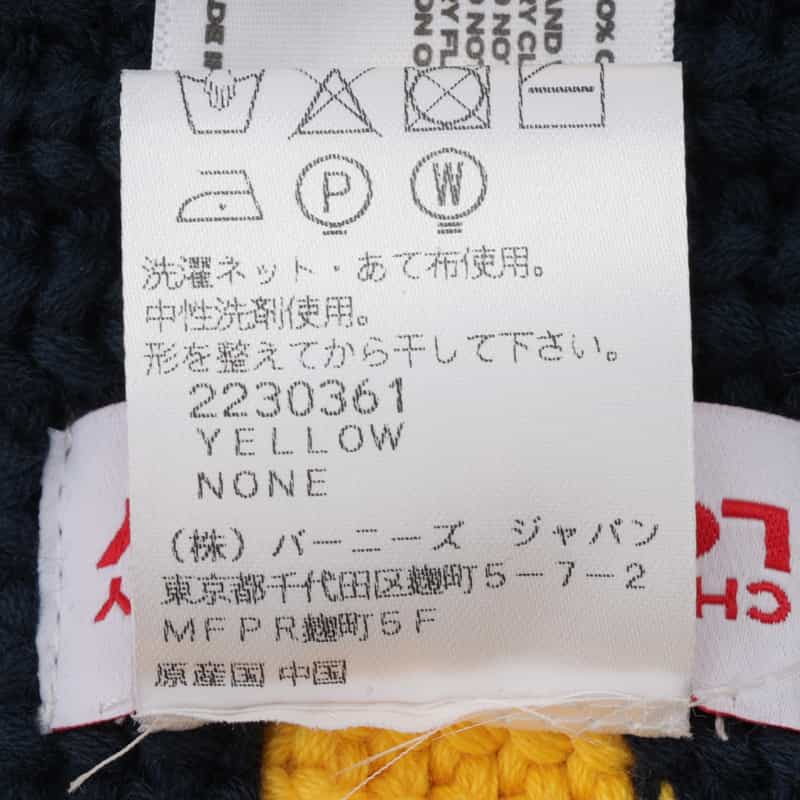 P W
洗濯ネット・あて布使用。
中性洗剤使用。
形を整えてから干して下さい。
2230361
YELLOW
NONE
(株)バーニーズ ジャパン
東京都千代田区麹町5-7-2
MFPR麹町5F
原産国 中国